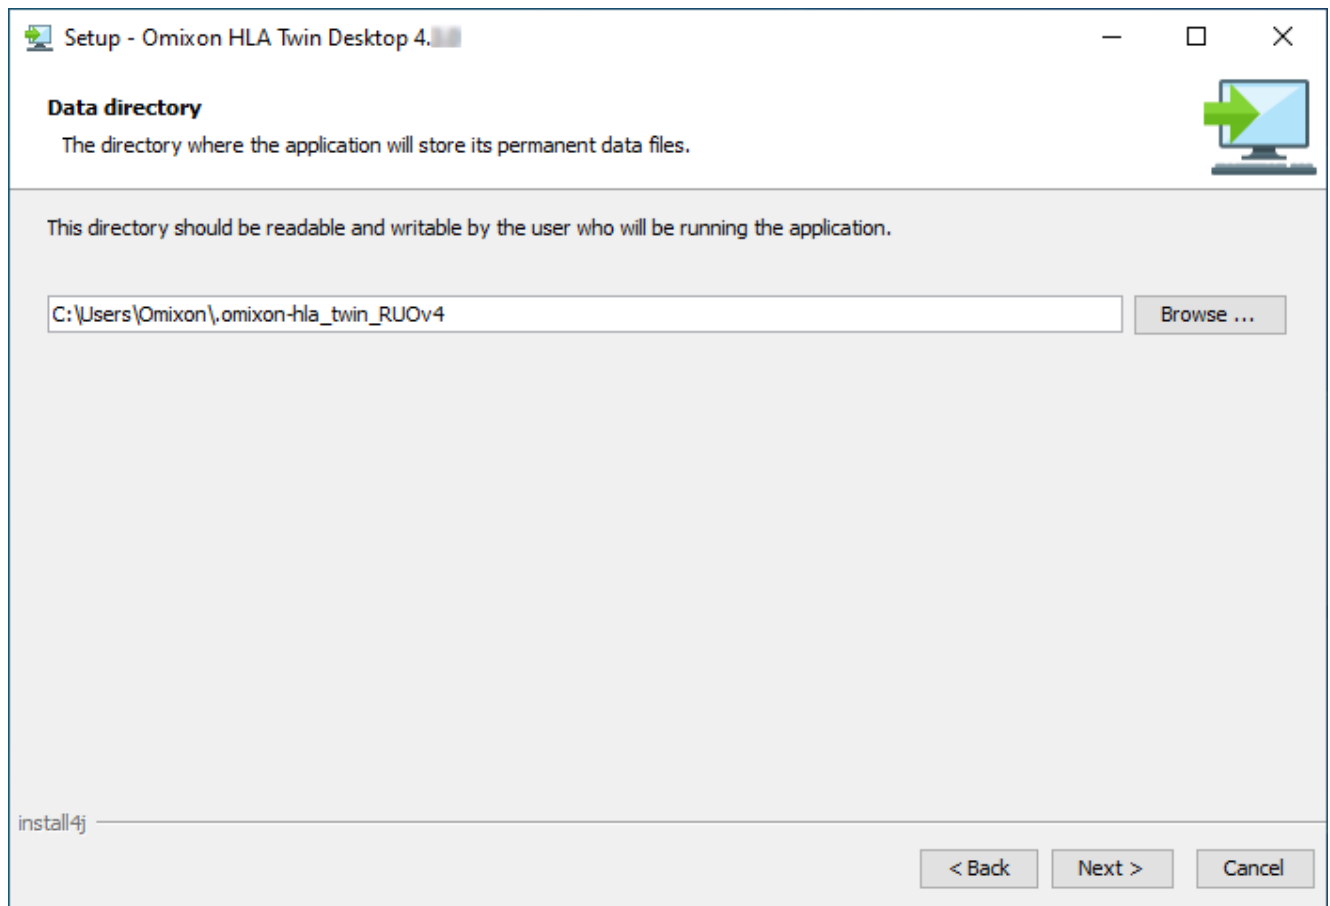 Setup - Omixon HLA Twin Desktop 4.
Data directory
The directory where the application will store its permanent data files.
This directory should be readable and writable by the user who will be running the application.
C:\Users\Omixon\.omixon-hla_twin_RUOv4
Browse ...
install4j
< Back
Next >
Cancel